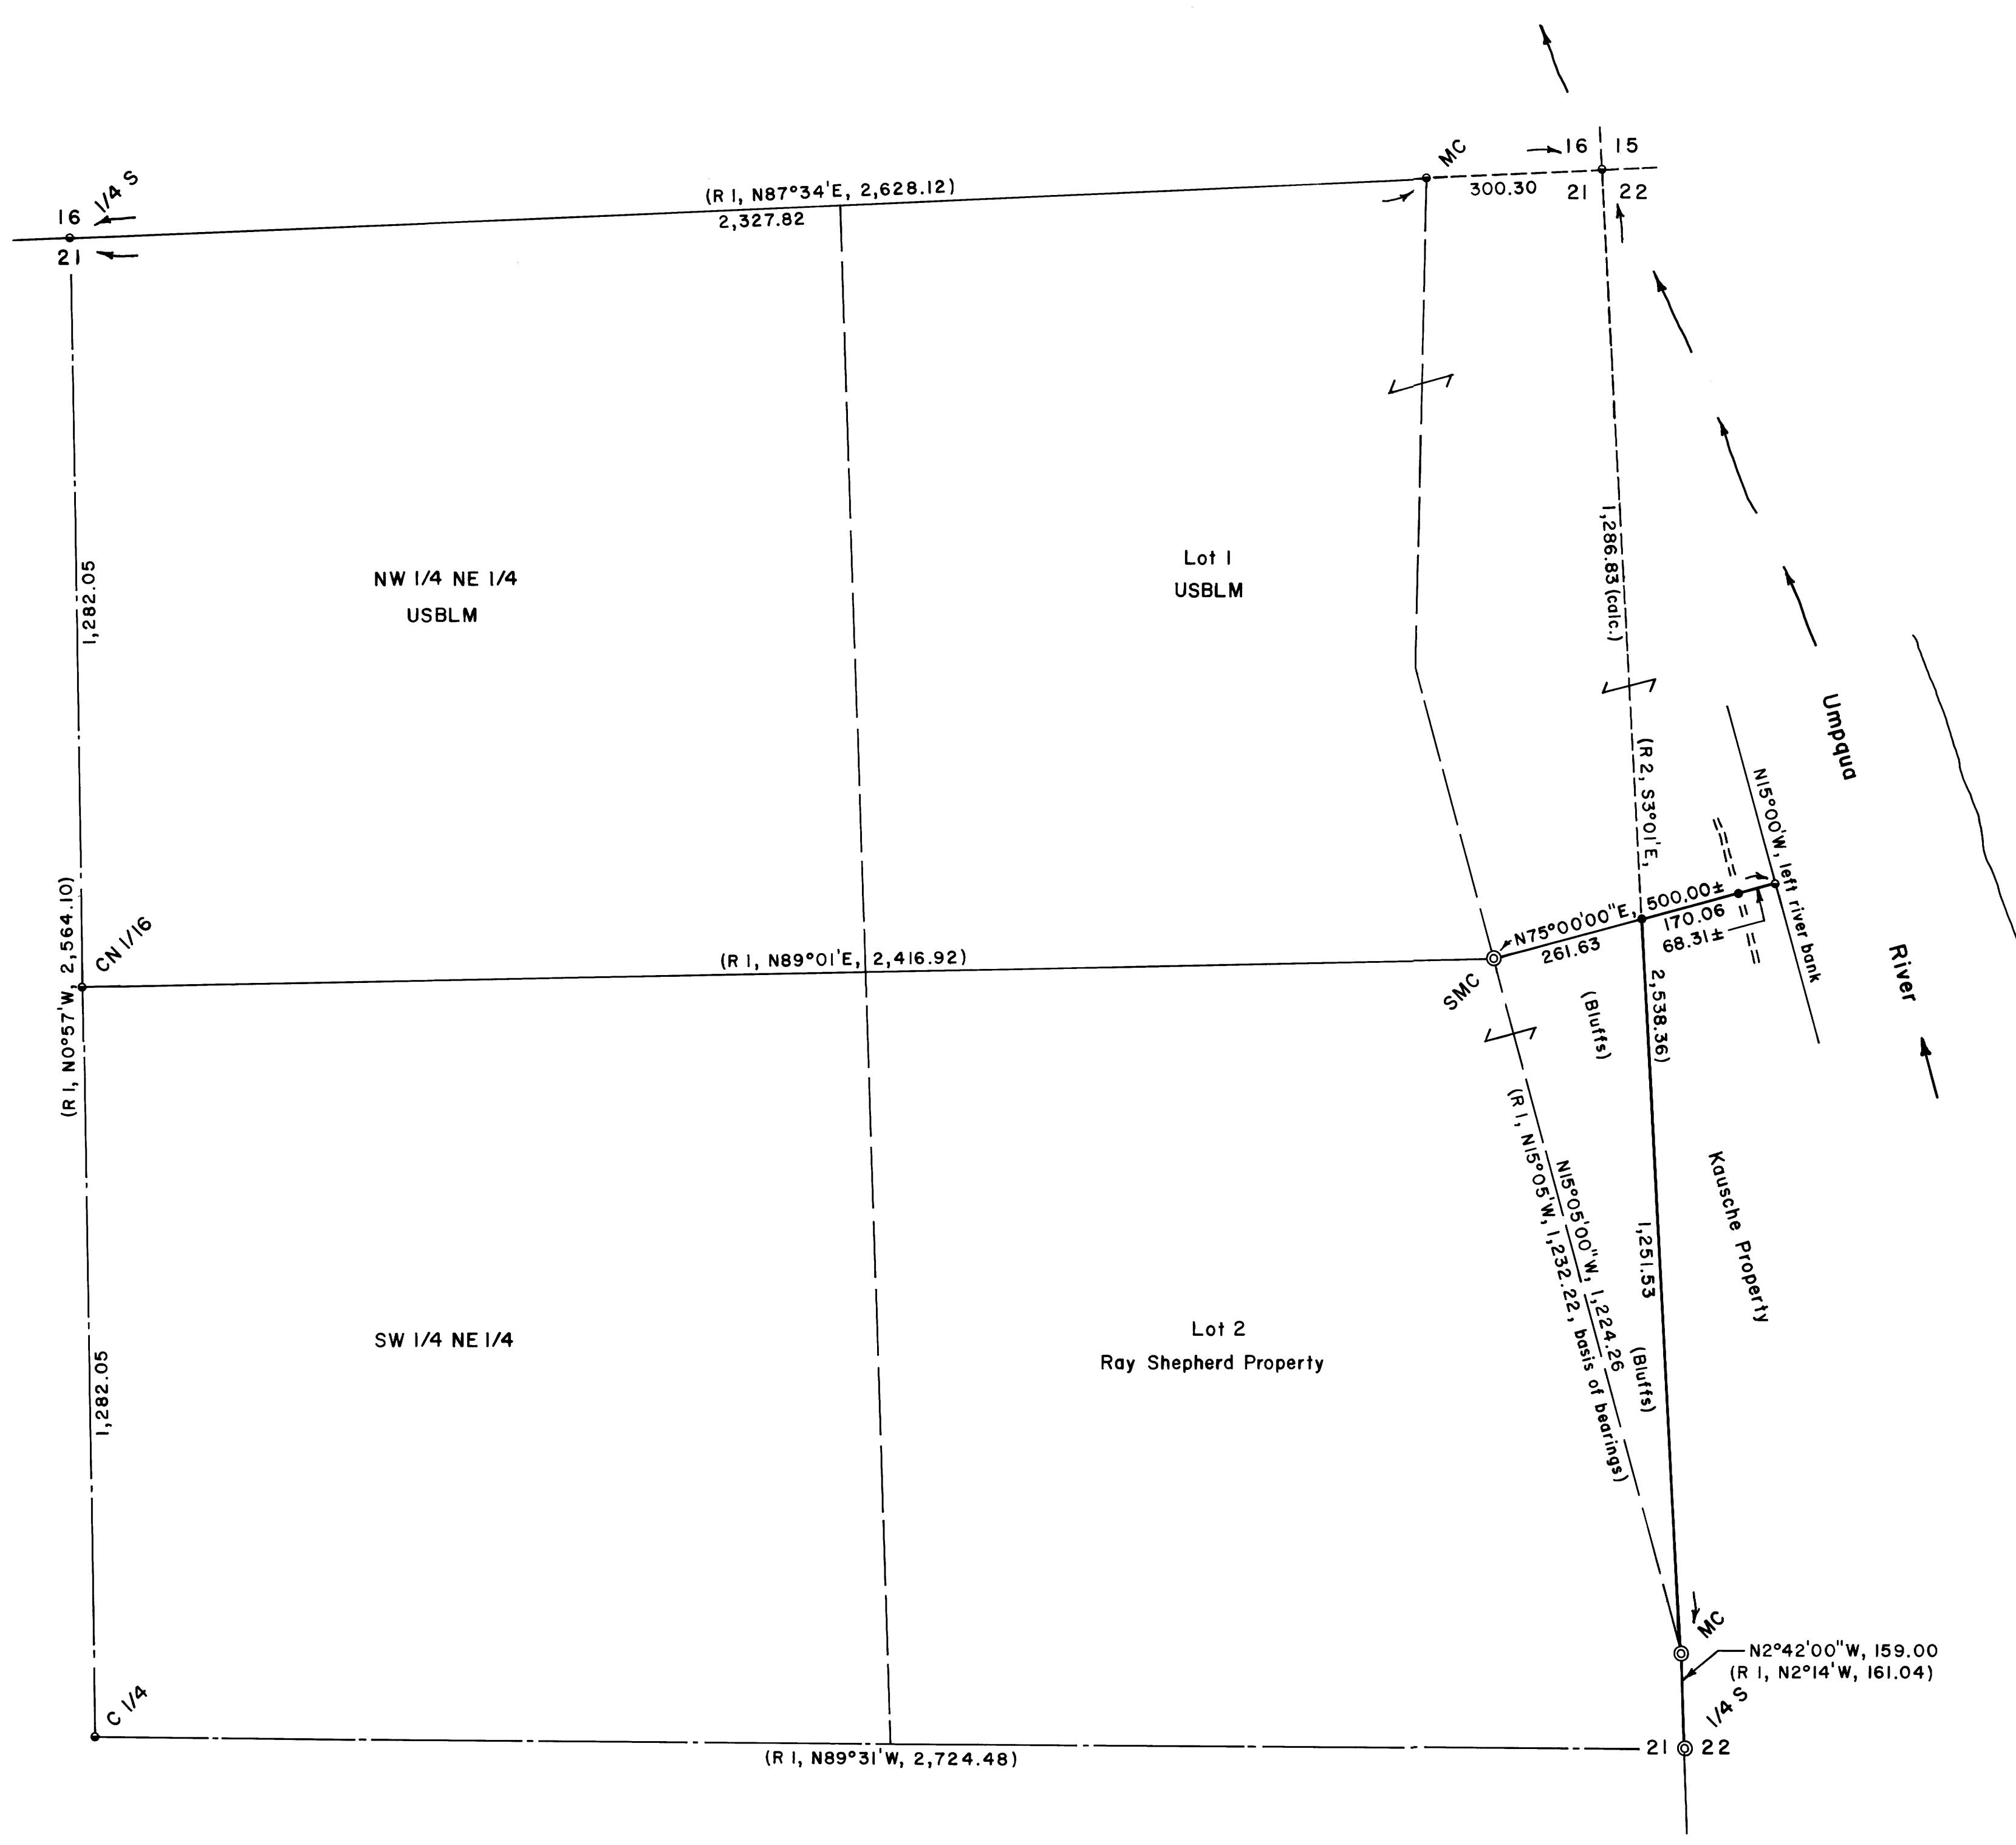 16 15
MC
(R 1, N87°34'E, 2,628.12)
2,327.82
300.30
21 22
1/4 S
16
21
1,286.83 (calc.)
Lot 1
USBLM
NW 1/4 NE 1/4
USBLM
1,282.05
Umpqua
(R 2, S3°01'E,
2,538.36)
N15°00'W, left river bank
N75°00'00"E, 500.00±
261.63
170.06
68.31±
(R 1, N0°57'W, 2,564.10)
CN 1/16
(R 1, N89°01'E, 2,416.92)
SMC
River
(Bluffs)
(R 1, N15°05'W, 1,232.22, basis of bearings)
N15°05'00"W, 1,224.26
1,251.53
Kausche Property
(Bluffs)
SW 1/4 NE 1/4
Lot 2
Ray Shepherd Property
1,282.05
MC
N2°42'00"W, 159.00
(R 1, N2°14'W, 161.04)
1/4 S
C 1/4
(R 1, N89°31'W, 2,724.48)
21 22